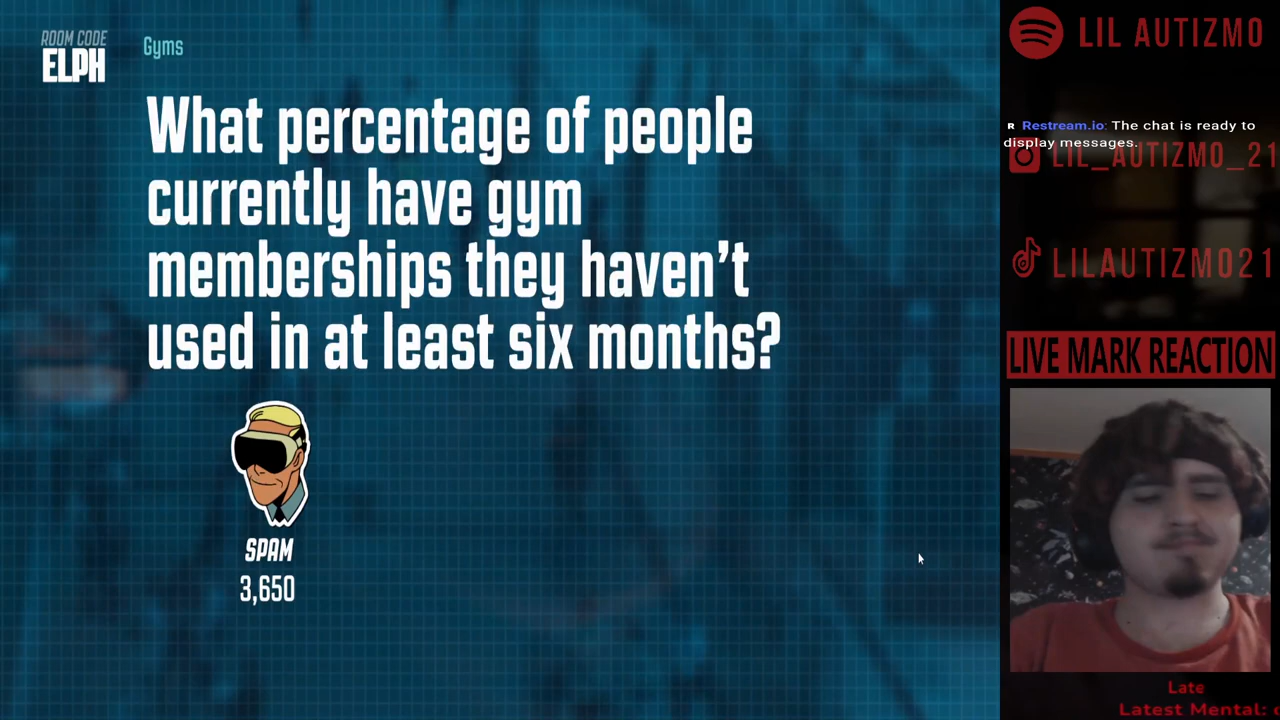 ROOM CODE
ELPH
Gyms
What percentage of people
currently have gym
memberships they haven't
used in at least six months?
SPAM
3,650
LIL AUTIZMO
R Restream.io: The chat is ready to
display messages.
LIL_AUTIZMO_21
LILAUTIZMO21
LIVE MARK REACTION
Late
Latest Mental: